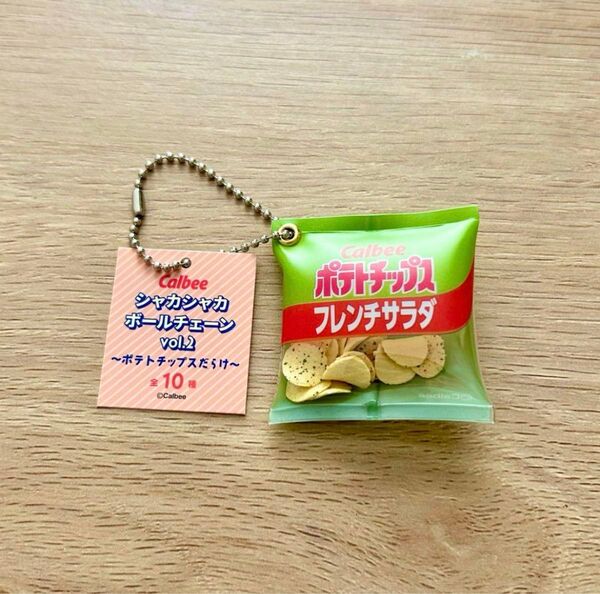 Calbee
シャカシャカ
ボールチェーン
vol.2
～ポテトチップスだらけ～
全10種
©Calbee
Calbee
ポテトチップス
フレンチサラダ